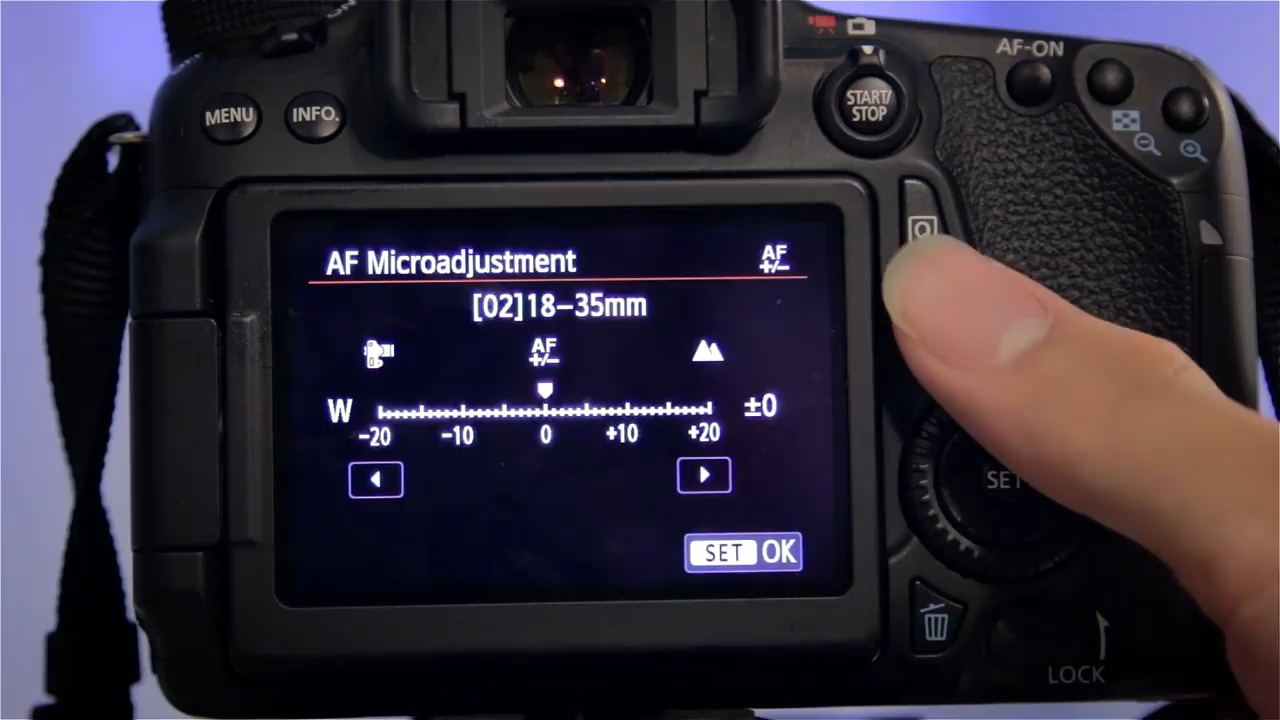 ON
AF-ON
MENU
INFO.
START/
STOP
Q
AF Microadjustment
AF
+/−
[02]18−35mm
AF
+/−
W
±0
−20
−10
0
+10
+20
SET
SET OK
LOCK